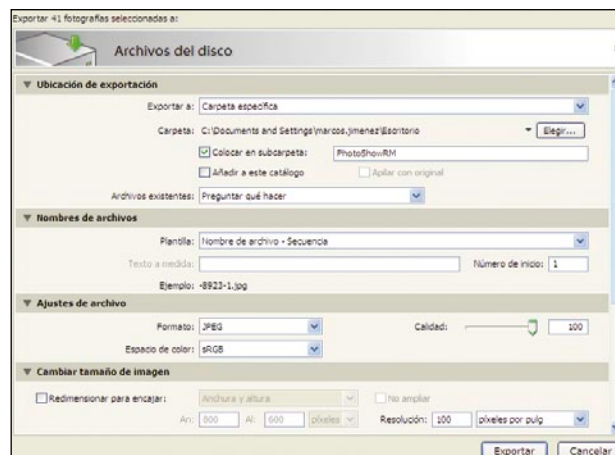 Exportar 41 fotografías seleccionadas a:
Archivos del disco
Ubicación de exportación
Exportar a: Carpeta específica
Carpeta: C:\Documents and Settings\marcos.jimenez\Escritorio Elegir...
Colocar en subcarpeta: PhotoShowRM
Añadir a este catálogo Apilar con original
Archivos existentes: Preguntar qué hacer
Nombres de archivos
Plantilla: Nombre de archivo - Secuencia
Texto a medida: Número de inicio: 1
Ejemplo: -8923-1.jpg
Ajustes de archivo
Formato: JPEG Calidad: 100
Espacio de color: sRGB
Cambiar tamaño de imagen
Redimensionar para encajar: Anchura y altura No ampliar
An: 800 Al: 600 píxeles Resolución: 100 píxeles por pulg
Exportar Cancelar